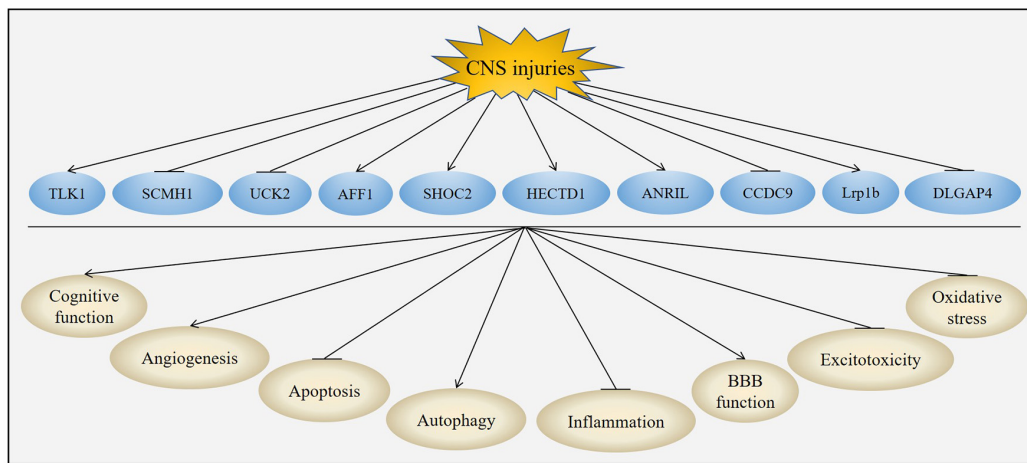 CNS injuries
TLK1
SCMH1
UCK2
AFF1
SHOC2
HECTD1
ANRIL
CCDC9
Lrp1b
DLGAP4
Cognitive
function
Angiogenesis
Apoptosis
Autophagy
Inflammation
BBB
function
Excitotoxicity
Oxidative
stress